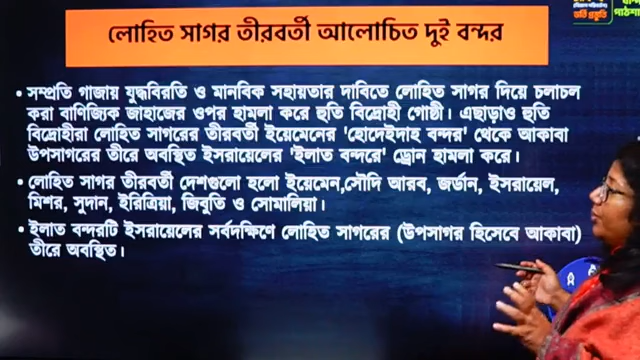 লোহিত সাগর তীরবর্তী আলোচিত দুই বন্দর
• সম্প্রতি গাজায় যুদ্ধবিরতি ও মানবিক সহায়তার দাবিতে লোহিত সাগর দিয়ে চলাচল
করা বাণিজ্যিক জাহাজের ওপর হামলা করে হুতি বিদ্রোহী গোষ্ঠী। এছাড়াও হুতি
বিদ্রোহীরা লোহিত সাগরের তীরবর্তী ইয়েমেনের 'হোদেইদাহ বন্দর' থেকে আকাবা
উপসাগরের তীরে অবস্থিত ইসরায়েলের 'ইলাত বন্দরে' ড্রোন হামলা করে।
• লোহিত সাগর তীরবর্তী দেশগুলো হলো ইয়েমেন,সৌদি আরব, জর্ডান, ইসরায়েল,
মিশর, সুদান, ইরিত্রিয়া, জিবুতি ও সোমালিয়া।
• ইলাত বন্দরটি ইসরায়েলের সর্বদক্ষিণে লোহিত সাগরের (উপসাগর হিসেবে আকাবা)
তীরে অবস্থিত।